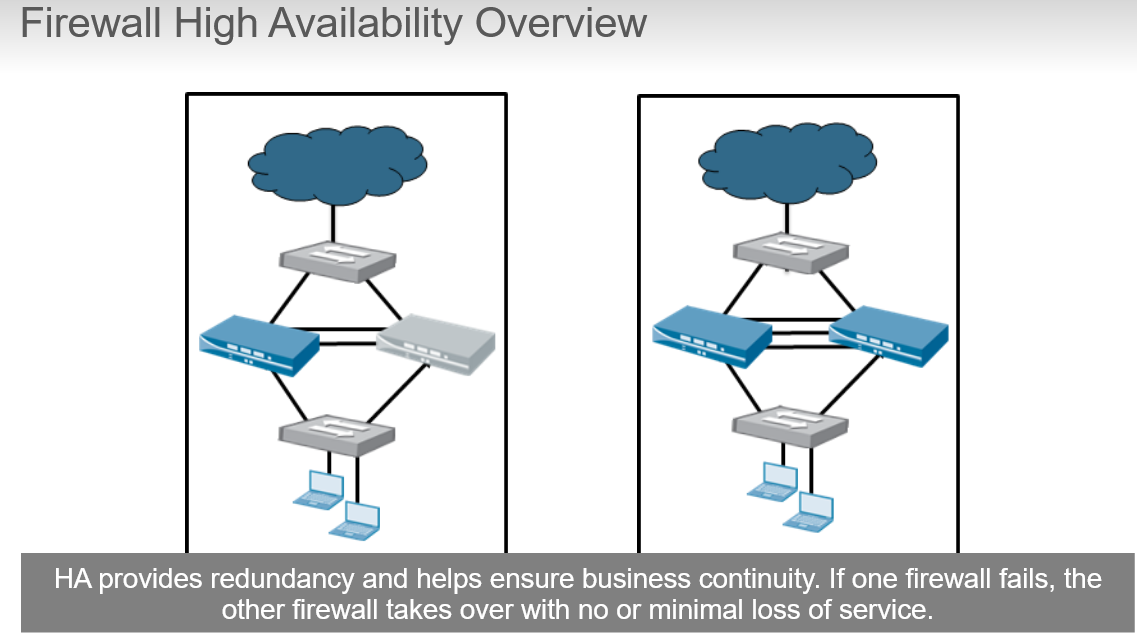 Firewall High Availability Overview
HA provides redundancy and helps ensure business continuity. If one firewall fails, the
other firewall takes over with no or minimal loss of service.